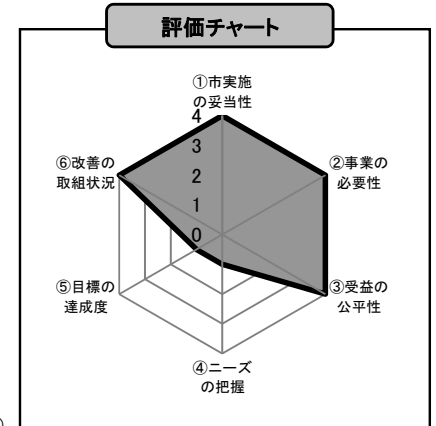 評価チャート
①市実施
の妥当性
4
3
2
1
0
②事業の
必要性
③受益の
公平性
④ニーズ
の把握
⑤目標の
達成度
⑥改善の
取組状況